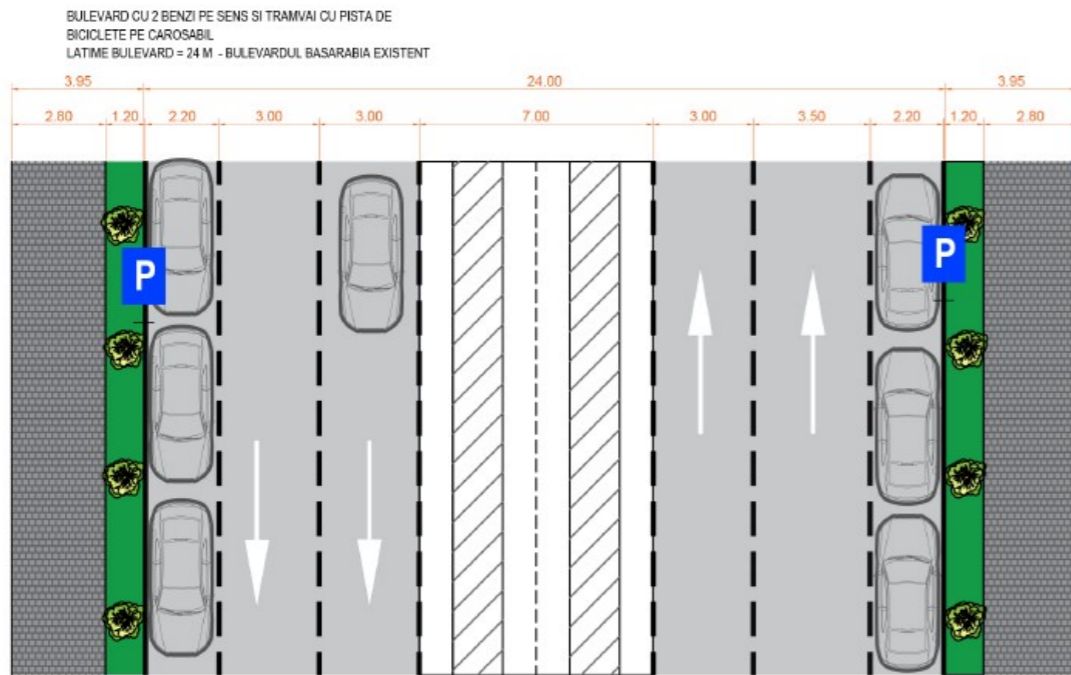 BULEVARD CU 2 BENZI PE SENS SI TRAMVAI CU PISTA DE
BICICLETE PE CAROSABIL
LATIME BULEVARD = 24 M - BULEVARDUL BASARABIA EXISTENT
3.95 24.00 3.95
2.80 1.20 2.20 3.00 3.00 7.00 3.00 3.50 2.20 1.20 2.80
P P